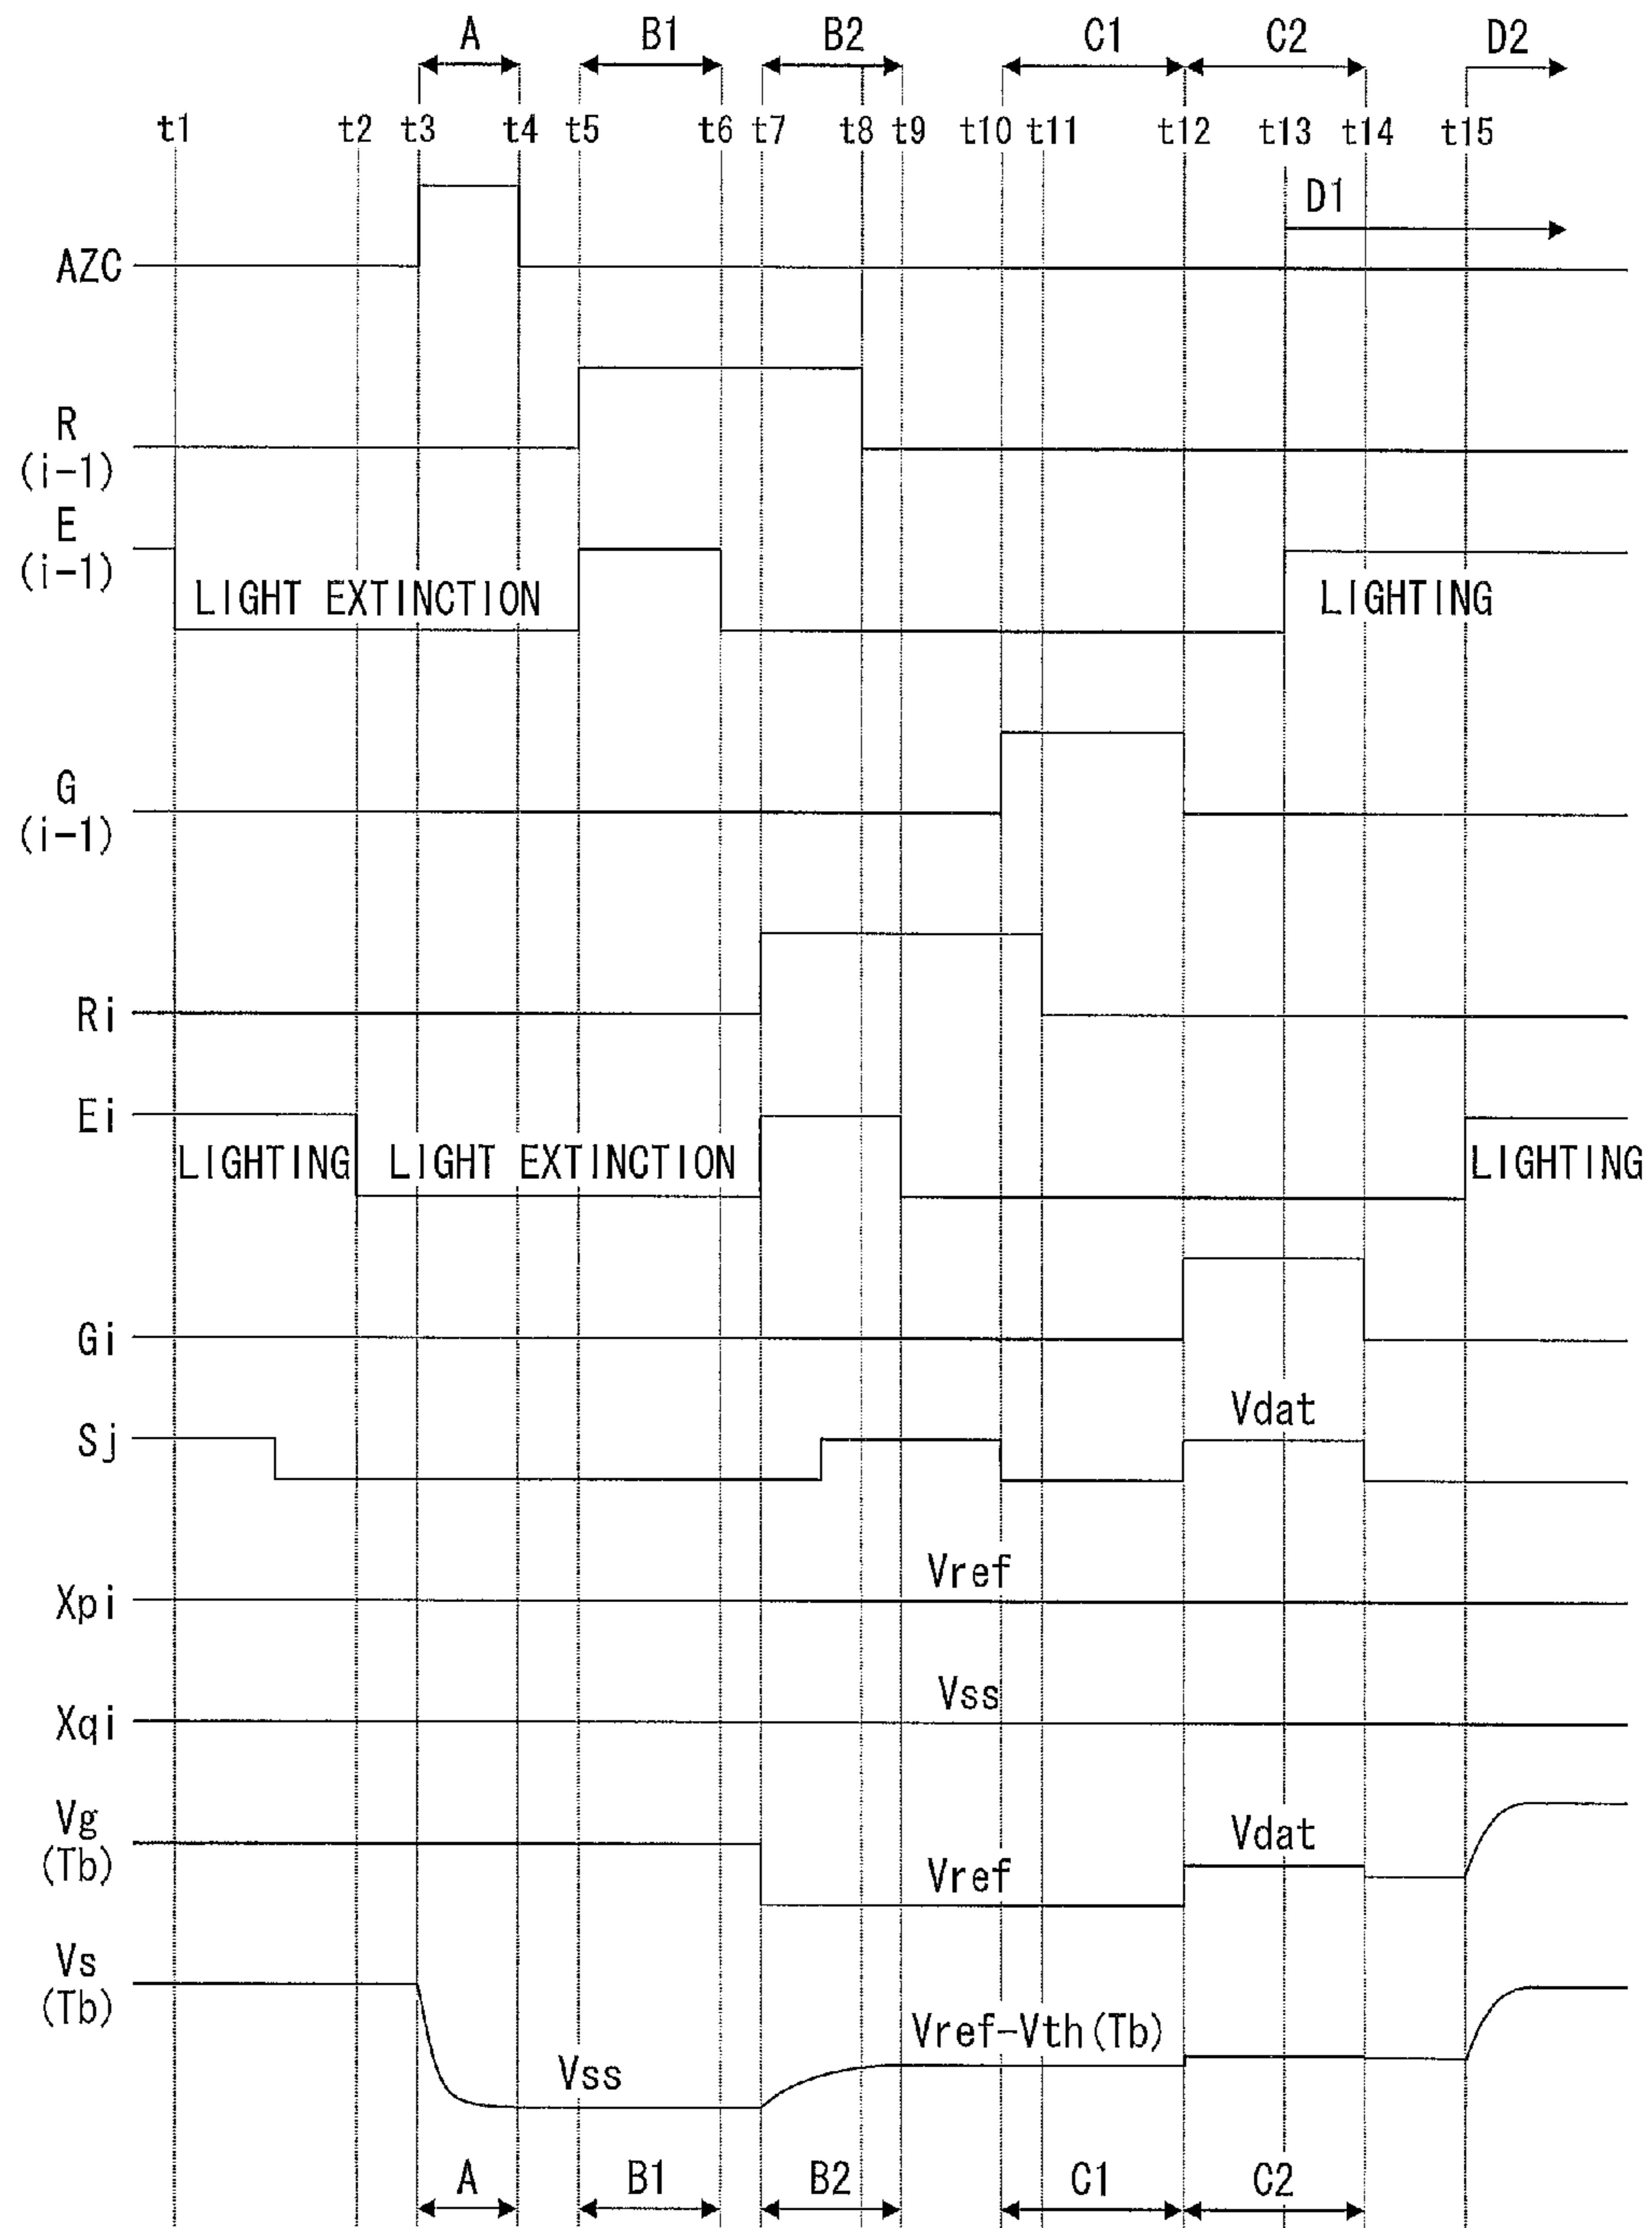 A B1 B2 C1 C2 D2
t1 t2 t3 t4 t5 t6 t7 t8 t9 t10 t11 t12 t13 t14 t15
D1
AZC
R
(i-1)
E
(i-1)
LIGHT EXTINCTION LIGHTING
G
(i-1)
Ri
Ei
LIGHTING LIGHT EXTINCTION LIGHTING
Gi
Vdat
Sj
Vref
Xpi
Vss
Xqi
Vg
(Tb)
Vdat
Vref
Vs
(Tb)
Vref-Vth(Tb)
Vss
A B1 B2 C1 C2